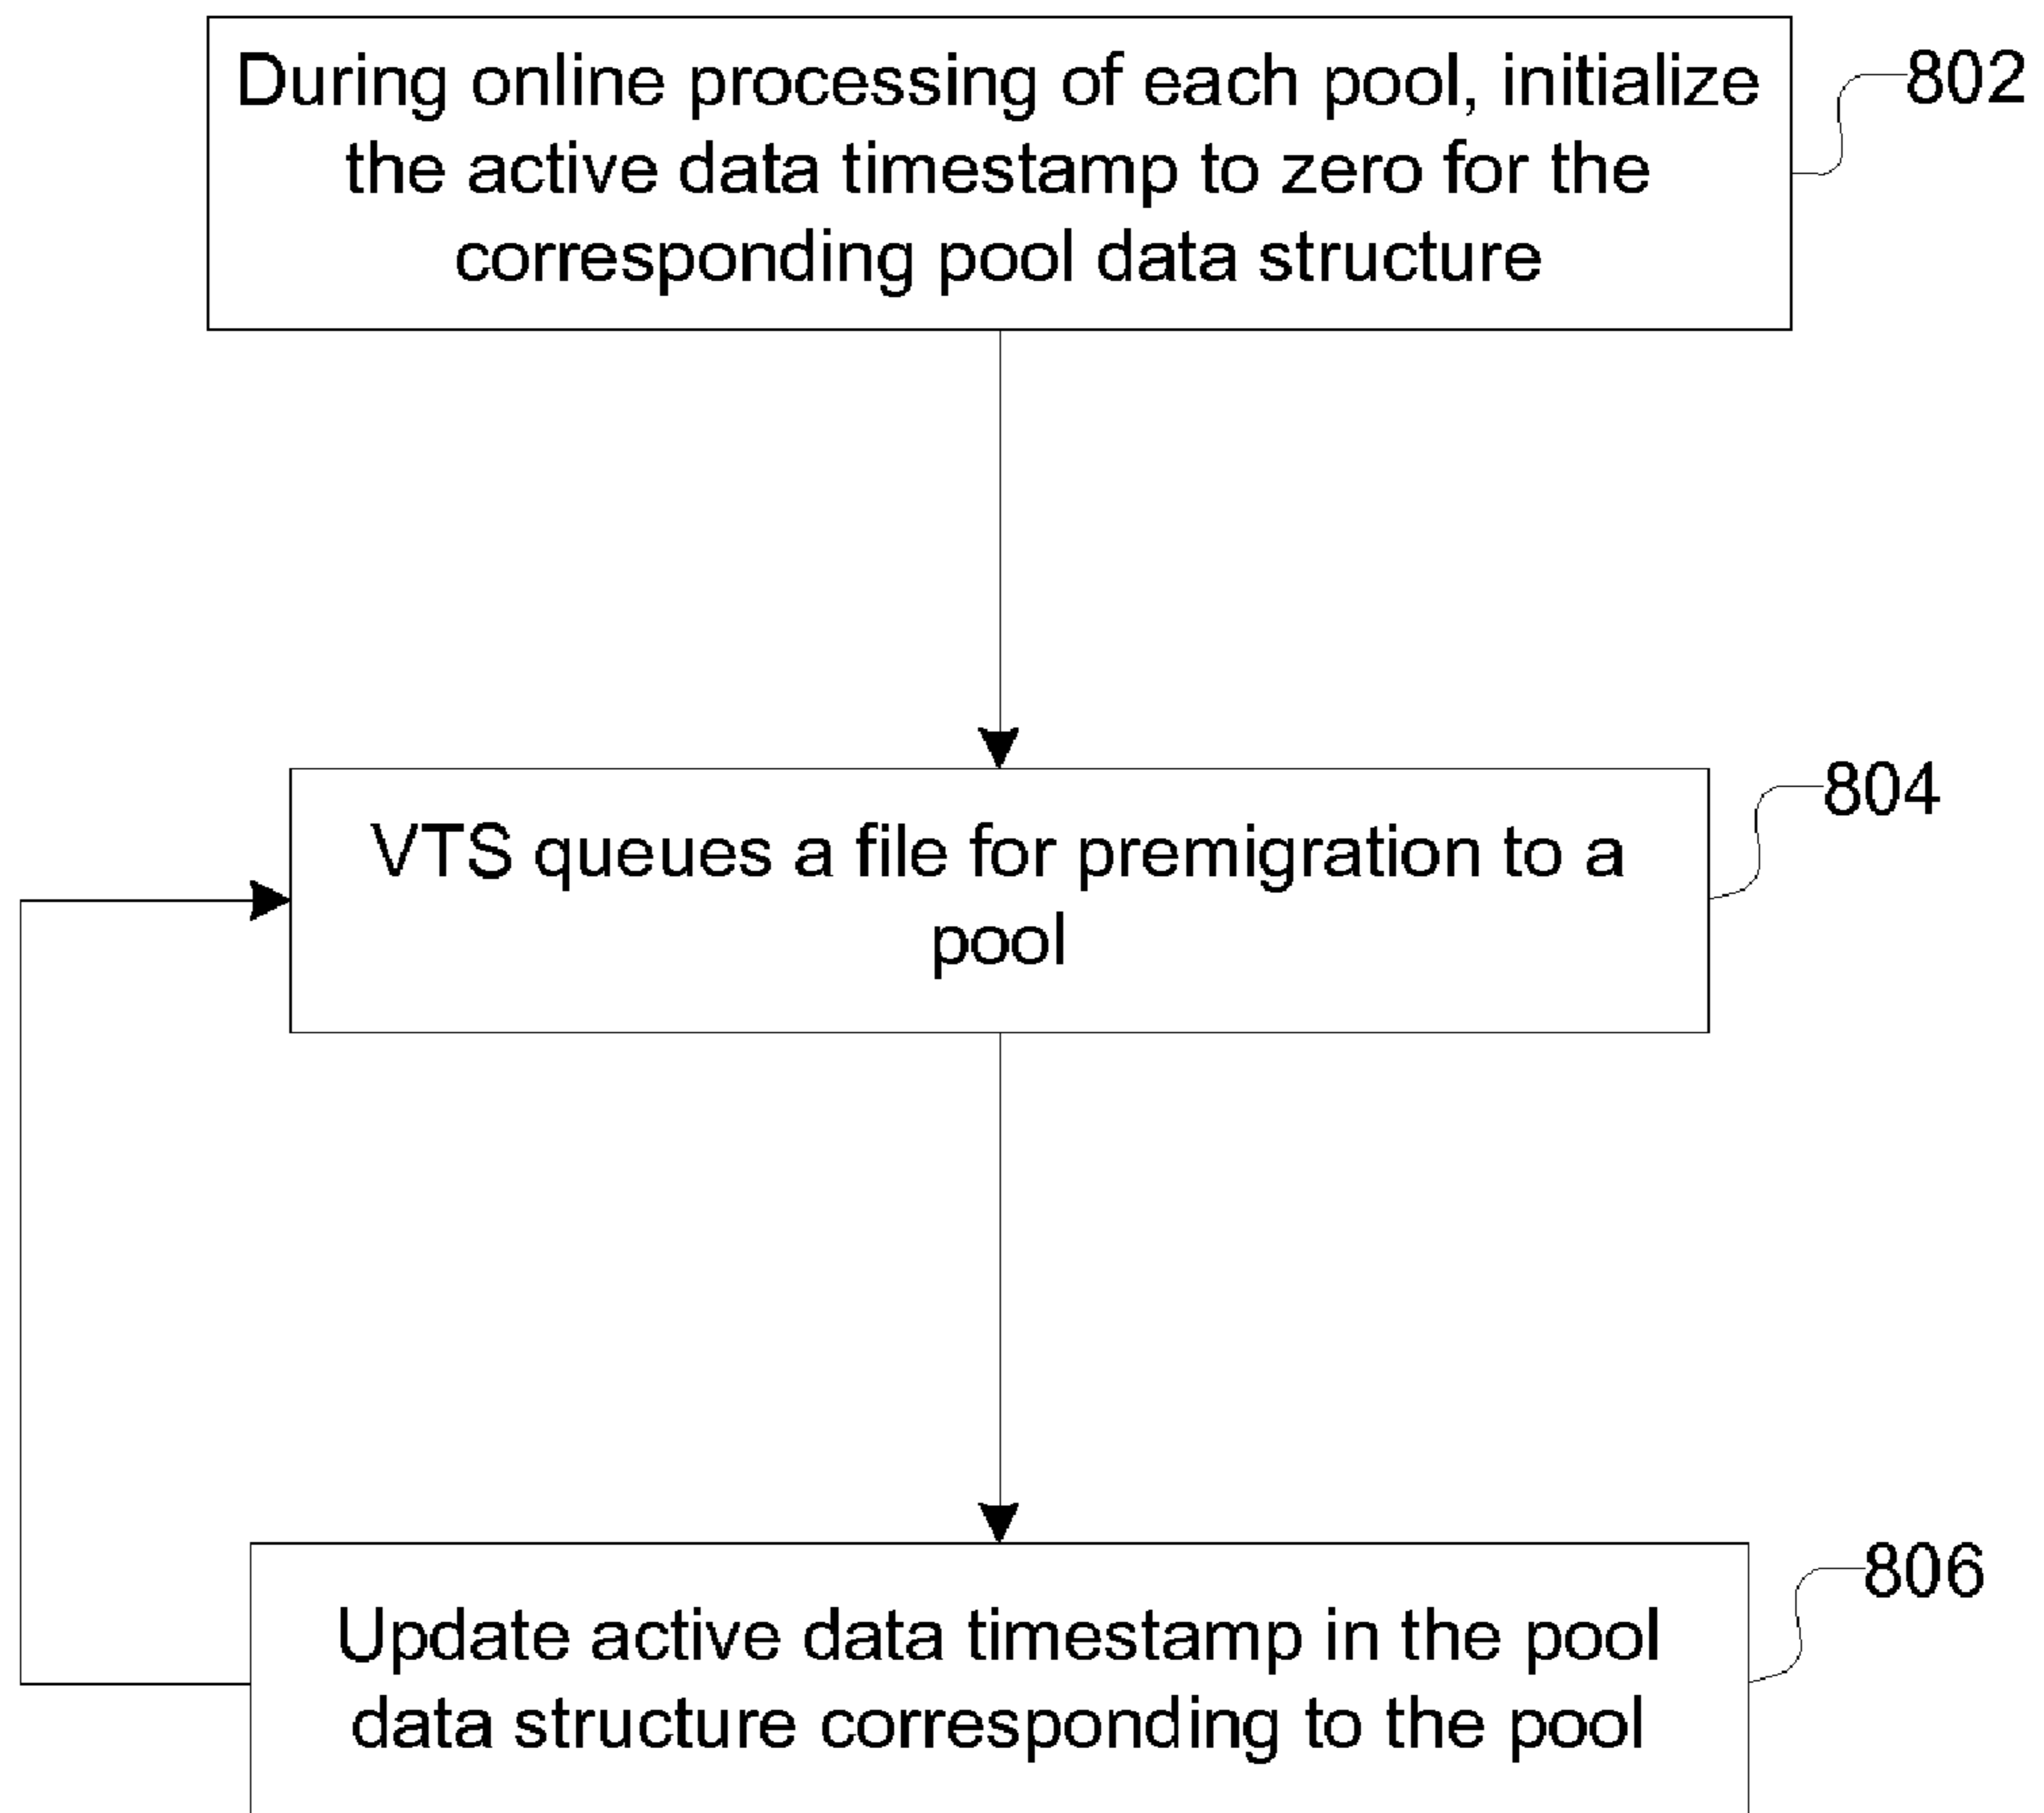 During online processing of each pool, initialize
the active data timestamp to zero for the
corresponding pool data structure
802
VTS queues a file for premigration to a
pool
804
Update active data timestamp in the pool
data structure corresponding to the pool
806